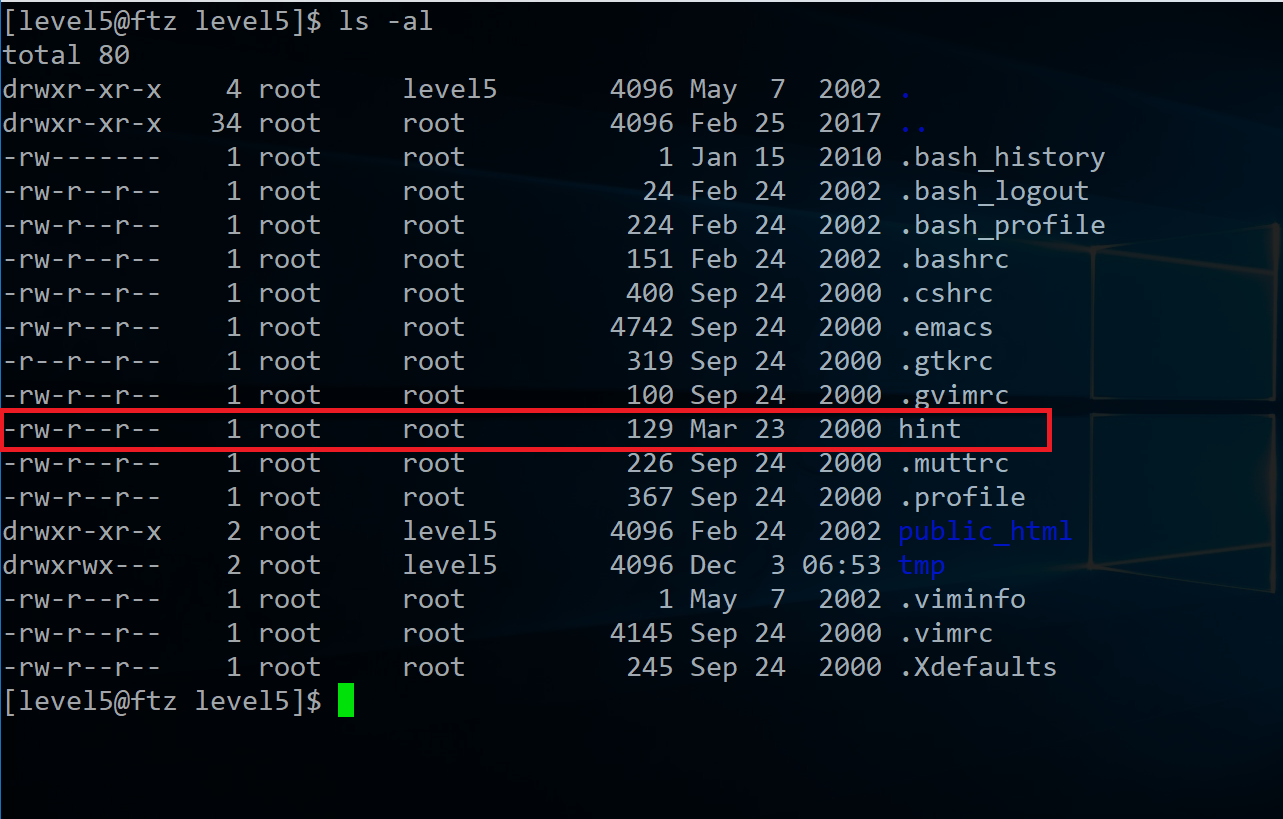 [level5@ftz level5]$ ls -al
total 80
drwxr-xr-x    4 root     level5       4096 May  7  2002 .
drwxr-xr-x   34 root     root         4096 Feb 25  2017 ..
-rw-------    1 root     root            1 Jan 15  2010 .bash_history
-rw-r--r--    1 root     root           24 Feb 24  2002 .bash_logout
-rw-r--r--    1 root     root          224 Feb 24  2002 .bash_profile
-rw-r--r--    1 root     root          151 Feb 24  2002 .bashrc
-rw-r--r--    1 root     root          400 Sep 24  2000 .cshrc
-rw-r--r--    1 root     root         4742 Sep 24  2000 .emacs
-r--r--r--    1 root     root          319 Sep 24  2000 .gtkrc
-rw-r--r--    1 root     root          100 Sep 24  2000 .gvimrc
-rw-r--r--    1 root     root          129 Mar 23  2000 hint
-rw-r--r--    1 root     root          226 Sep 24  2000 .muttrc
-rw-r--r--    1 root     root          367 Sep 24  2000 .profile
drwxr-xr-x    2 root     level5       4096 Feb 24  2002 public_html
drwxrwx---    2 root     level5       4096 Dec  3 06:53 tmp
-rw-r--r--    1 root     root            1 May  7  2002 .viminfo
-rw-r--r--    1 root     root         4145 Sep 24  2000 .vimrc
-rw-r--r--    1 root     root          245 Sep 24  2000 .Xdefaults
[level5@ftz level5]$